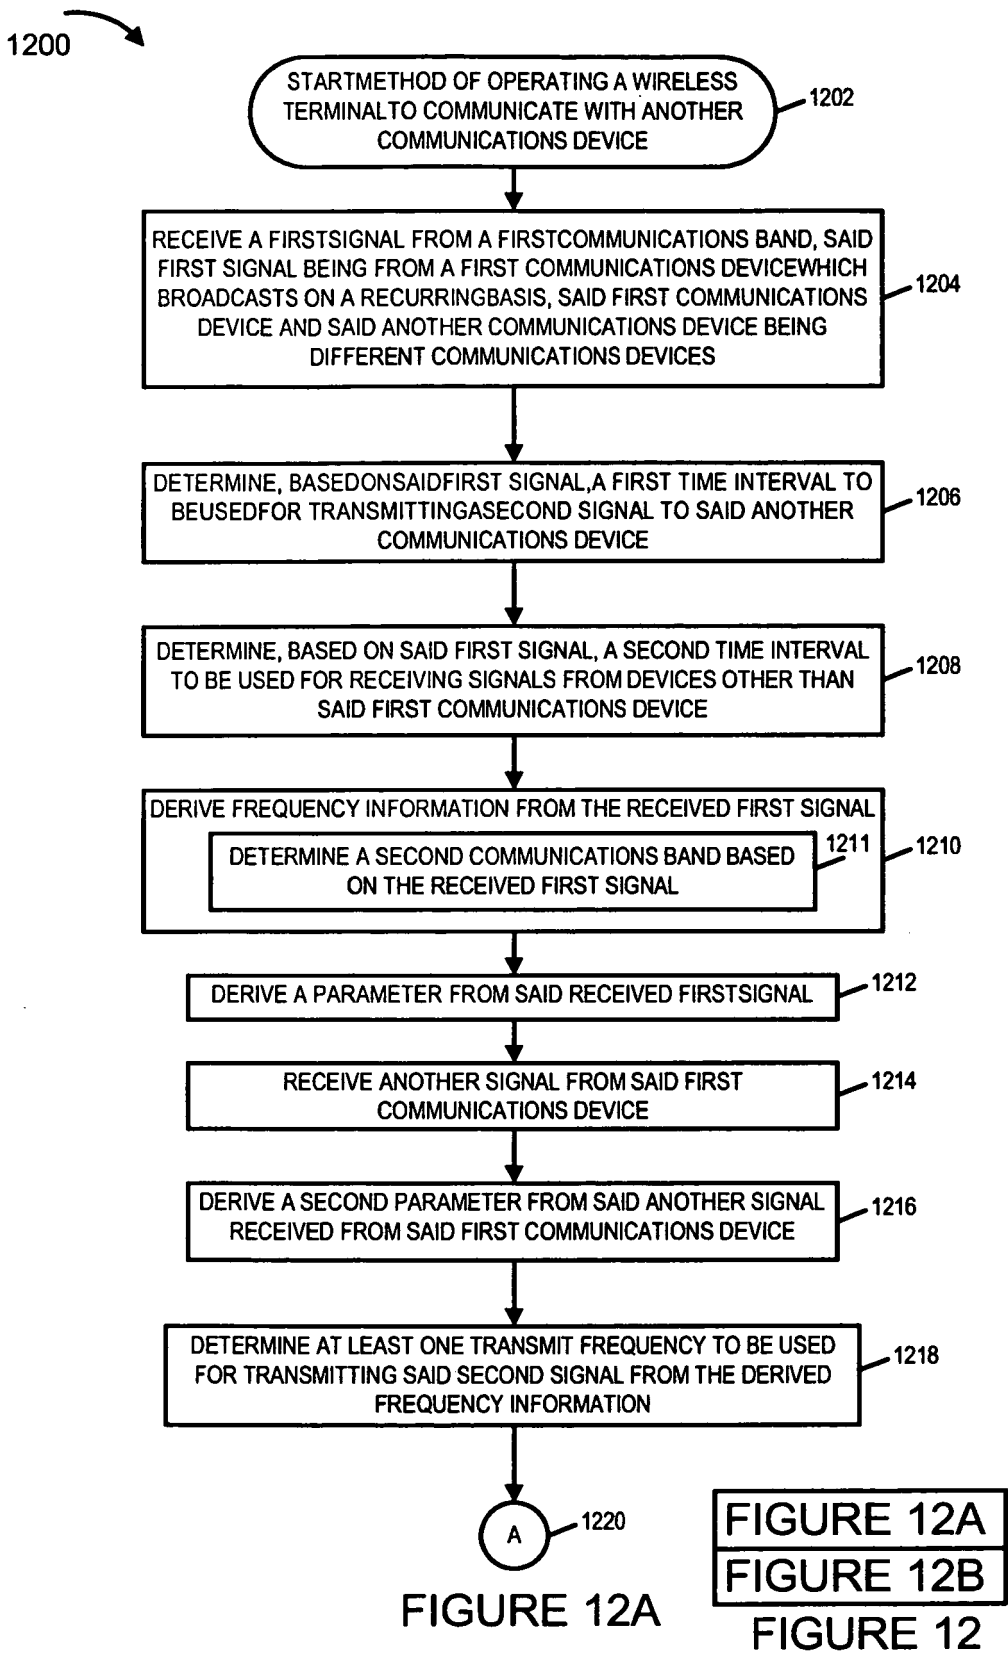 1200
STARTMETHOD OF OPERATING A WIRELESS
TERMINALTO COMMUNICATE WITH ANOTHER
COMMUNICATIONS DEVICE
1202
RECEIVE A FIRSTSIGNAL FROM A FIRSTCOMMUNICATIONS BAND, SAID
FIRST SIGNAL BEING FROM A FIRST COMMUNICATIONS DEVICEWHICH
BROADCASTS ON A RECURRINGBASIS, SAID FIRST COMMUNICATIONS
DEVICE AND SAID ANOTHER COMMUNICATIONS DEVICE BEING
DIFFERENT COMMUNICATIONS DEVICES
1204
DETERMINE, BASEDONSAIDFIRST SIGNAL,A FIRST TIME INTERVAL TO
BEUSEDFOR TRANSMITTINGASECOND SIGNAL TO SAID ANOTHER
COMMUNICATIONS DEVICE
1206
DETERMINE, BASED ON SAID FIRST SIGNAL, A SECOND TIME INTERVAL
TO BE USED FOR RECEIVING SIGNALS FROM DEVICES OTHER THAN
SAID FIRST COMMUNICATIONS DEVICE
1208
DERIVE FREQUENCY INFORMATION FROM THE RECEIVED FIRST SIGNAL
1210
1211
DETERMINE A SECOND COMMUNICATIONS BAND BASED
ON THE RECEIVED FIRST SIGNAL
DERIVE A PARAMETER FROM SAID RECEIVED FIRSTSIGNAL
1212
RECEIVE ANOTHER SIGNAL FROM SAID FIRST
COMMUNICATIONS DEVICE
1214
DERIVE A SECOND PARAMETER FROM SAID ANOTHER SIGNAL
RECEIVED FROM SAID FIRST COMMUNICATIONS DEVICE
1216
DETERMINE AT LEAST ONE TRANSMIT FREQUENCY TO BE USED
FOR TRANSMITTING SAID SECOND SIGNAL FROM THE DERIVED
FREQUENCY INFORMATION
1218
A
1220
FIGURE 12A
FIGURE 12A
FIGURE 12B
FIGURE 12